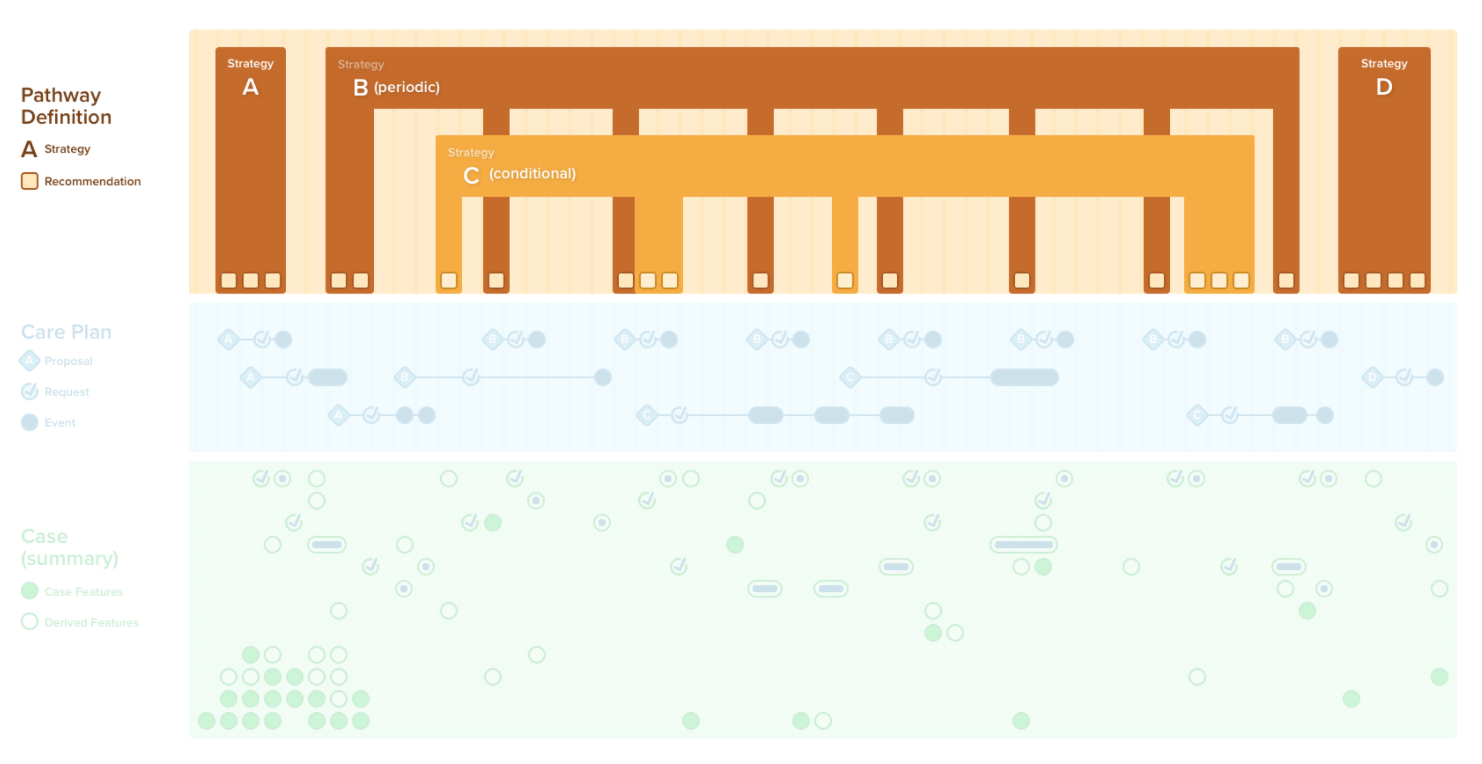 Pathway
Definition
A Strategy
Recommendation
Strategy
A
Strategy
B (periodic)
Strategy
C (conditional)
Strategy
D
Care Plan
A Proposal
Request
Event
A B B B B B B B
A B C D
A C C
Case
(summary)
Case Features
Derived Features